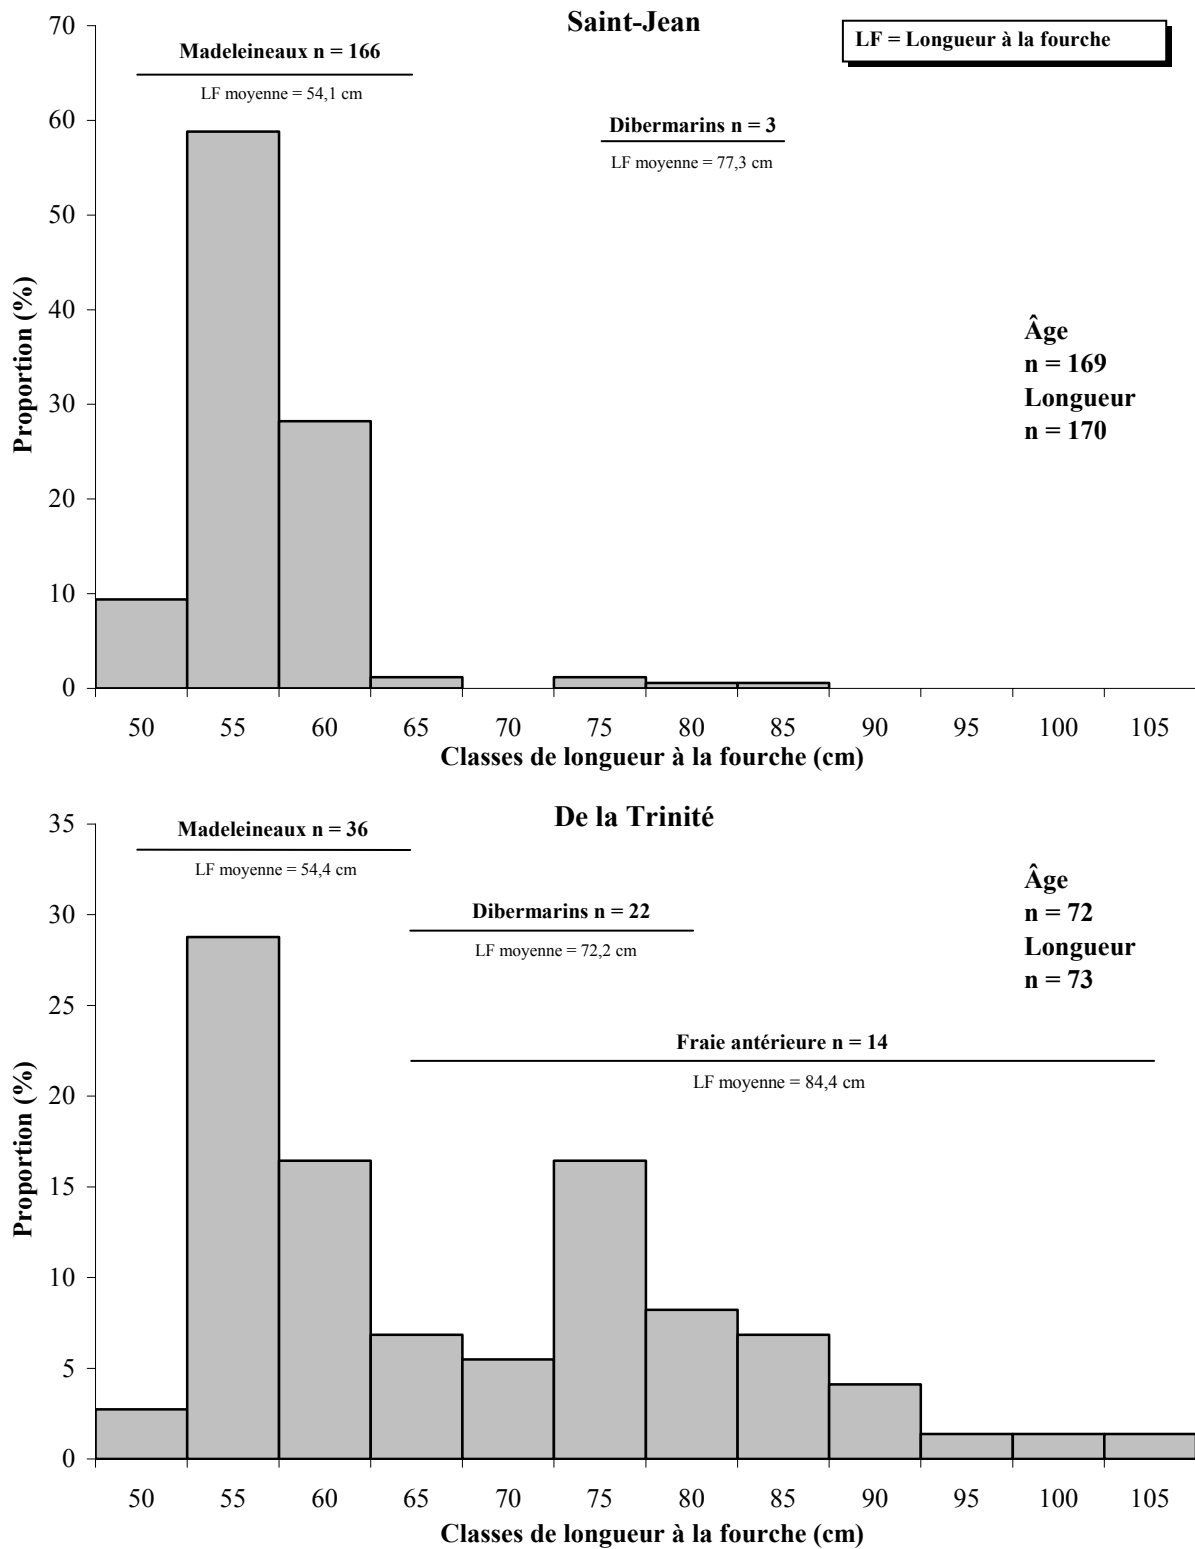 Saint-Jean
LF = Longueur à la fourche
Madeleineaux n = 166
LF moyenne = 54,1 cm
Dibermarins n = 3
LF moyenne = 77,3 cm
Âge
n = 169
Longueur
n = 170
Proportion (%)
70
60
50
40
30
20
10
0
50 55 60 65 70 75 80 85 90 95 100 105
Classes de longueur à la fourche (cm)
De la Trinité
Madeleineaux n = 36
LF moyenne = 54,4 cm
Dibermarins n = 22
LF moyenne = 72,2 cm
Fraie antérieure n = 14
LF moyenne = 84,4 cm
Âge
n = 72
Longueur
n = 73
Proportion (%)
35
30
25
20
15
10
5
0
50 55 60 65 70 75 80 85 90 95 100 105
Classes de longueur à la fourche (cm)